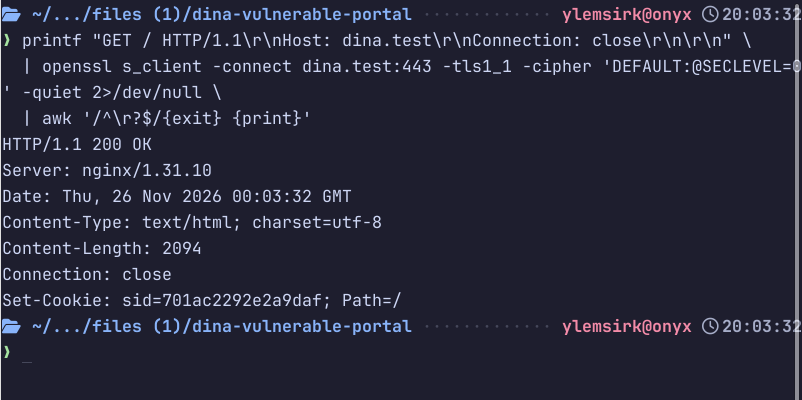 ~/.../files (1)/dina-vulnerable-portal ············· ylemsirk@onyx 20:03:32
❯ printf "GET / HTTP/1.1\r\nHost: dina.test\r\nConnection: close\r\n\r\n" \
| openssl s_client -connect dina.test:443 -tls1_1 -cipher 'DEFAULT:@SECLEVEL=0
' -quiet 2>/dev/null \
| awk '/^\r?$/{exit} {print}'
HTTP/1.1 200 OK
Server: nginx/1.31.10
Date: Thu, 26 Nov 2026 00:03:32 GMT
Content-Type: text/html; charset=utf-8
Content-Length: 2094
Connection: close
Set-Cookie: sid=701ac2292e2a9daf; Path=/
~/.../files (1)/dina-vulnerable-portal ············· ylemsirk@onyx 20:03:32
❯ _